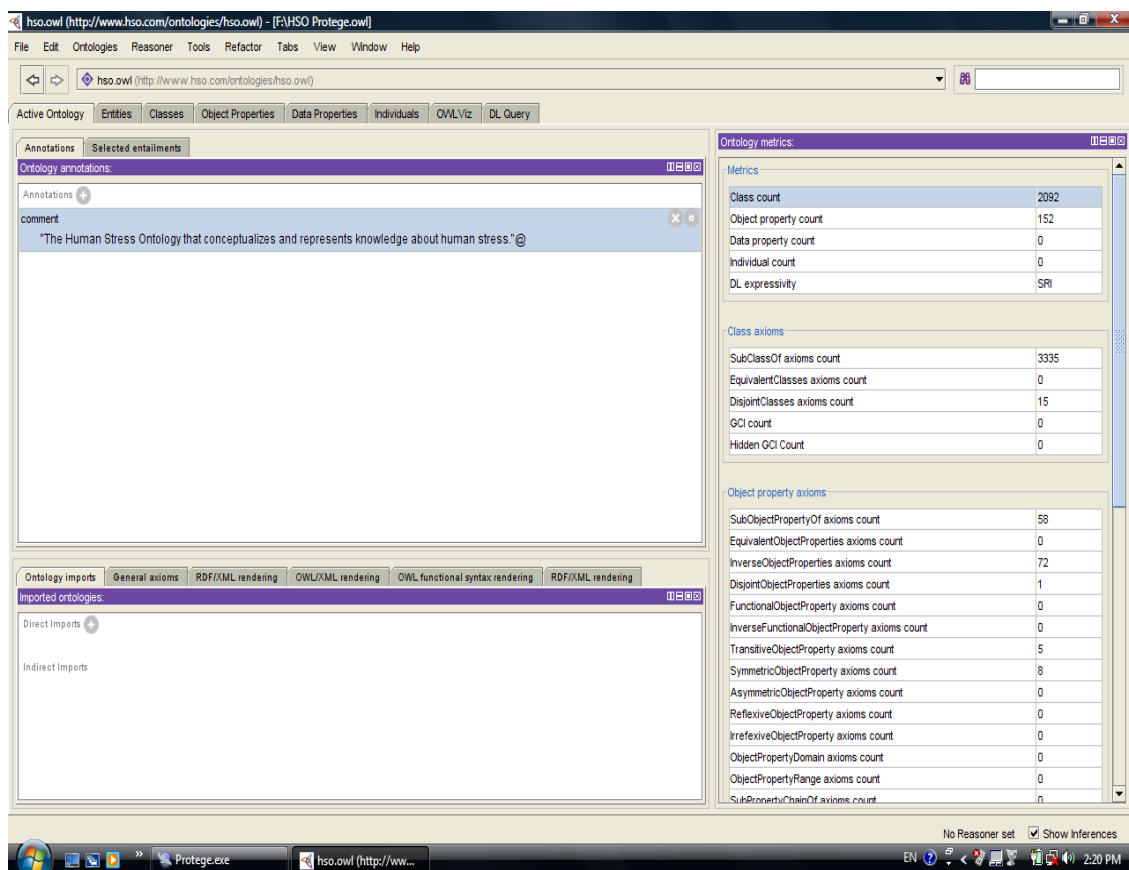 hso.owl (http://www.hso.com/ontologies/hso.owl) - [F:\HSO Protege.owl]
File Edit Ontologies Reasoner Tools Refactor Tabs View Window Help
hso.owl (http://www.hso.com/ontologies/hso.owl)
Active Ontology Entities Classes Object Properties Data Properties Individuals OWLViz DL Query
Annotations Selected entailments
Ontology annotations:
Annotations
comment
"The Human Stress Ontology that conceptualizes and represents knowledge about human stress."@
Ontology imports General axioms RDF/XML rendering OWL/XML rendering OWL functional syntax rendering RDF/XML rendering
Imported ontologies:
Direct Imports
Indirect Imports
Ontology metrics:
Metrics
Class count 2092
Object property count 152
Data property count 0
Individual count 0
DL expressivity SRI
Class axioms
SubClassOf axioms count 3335
EquivalentClasses axioms count 0
DisjointClasses axioms count 15
GCI count 0
Hidden GCI Count 0
Object property axioms
SubObjectPropertyOf axioms count 58
EquivalentObjectProperties axioms count 0
InverseObjectProperties axioms count 72
DisjointObjectProperties axioms count 1
FunctionalObjectProperty axioms count 0
InverseFunctionalObjectProperty axioms count 0
TransitiveObjectProperty axioms count 5
SymmetricObjectProperty axioms count 8
AsymmetricObjectProperty axioms count 0
ReflexiveObjectProperty axioms count 0
IrrefexiveObjectProperty axioms count 0
ObjectPropertyDomain axioms count 0
ObjectPropertyRange axioms count 0
SubPropertyChainOf axioms count 0
No Reasoner set Show Inferences
Protege.exe hso.owl (http://ww... EN 2:20 PM